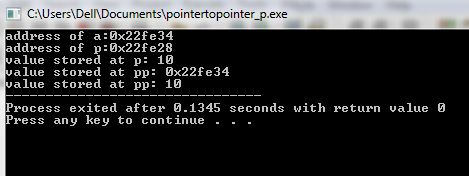 C:\Users\Dell\Documents\pointertopointer_p.exe
address of a:0x22fe34
address of p:0x22fe28
value stored at p: 10
value stored at pp: 0x22fe34
value stored at pp: 10
--------------------------------
Process exited after 0.1345 seconds with return value 0
Press any key to continue . . .